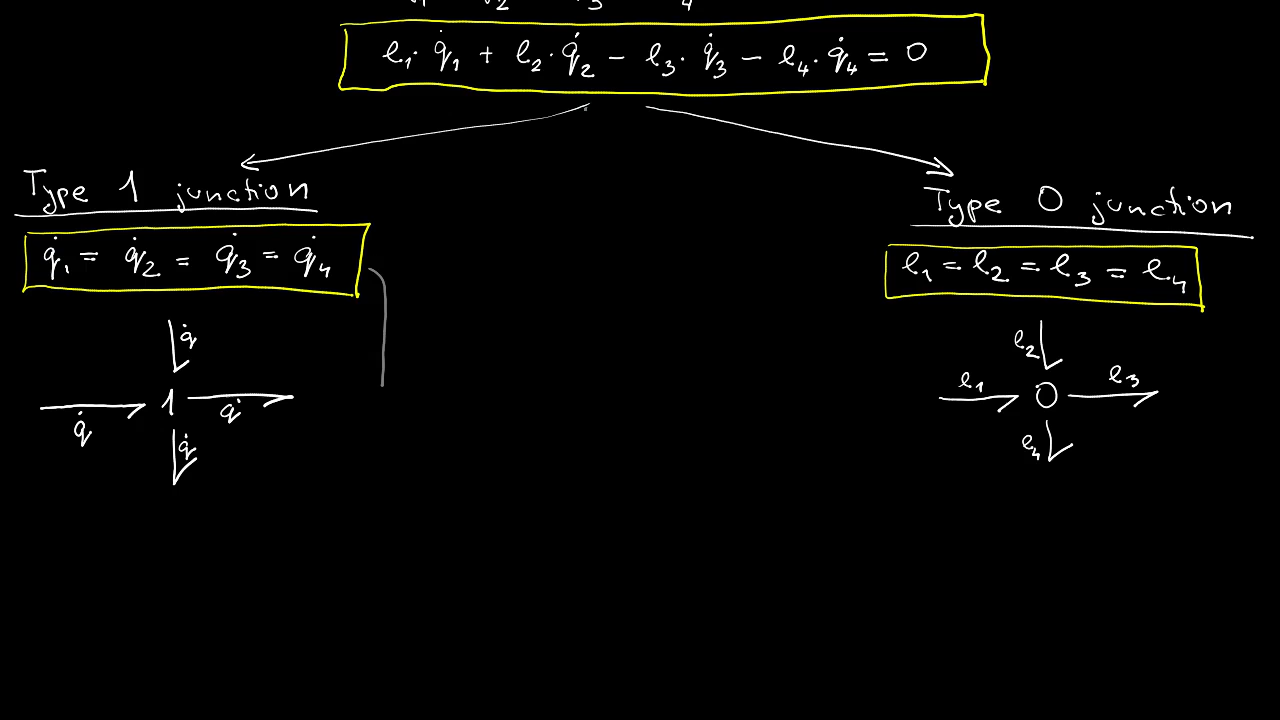 e₁·q̇₁ + e₂·q̇₂ − e₃·q̇₃ − e₄·q̇₄ = 0
Type 1 junction
q̇₁ = q̇₂ = q̇₃ = q̇₄
q̇
q̇ 1 q̇
q̇
Type 0 junction
e₁ = e₂ = e₃ = e₄
e₂
e₁ 0 e₃
e₄